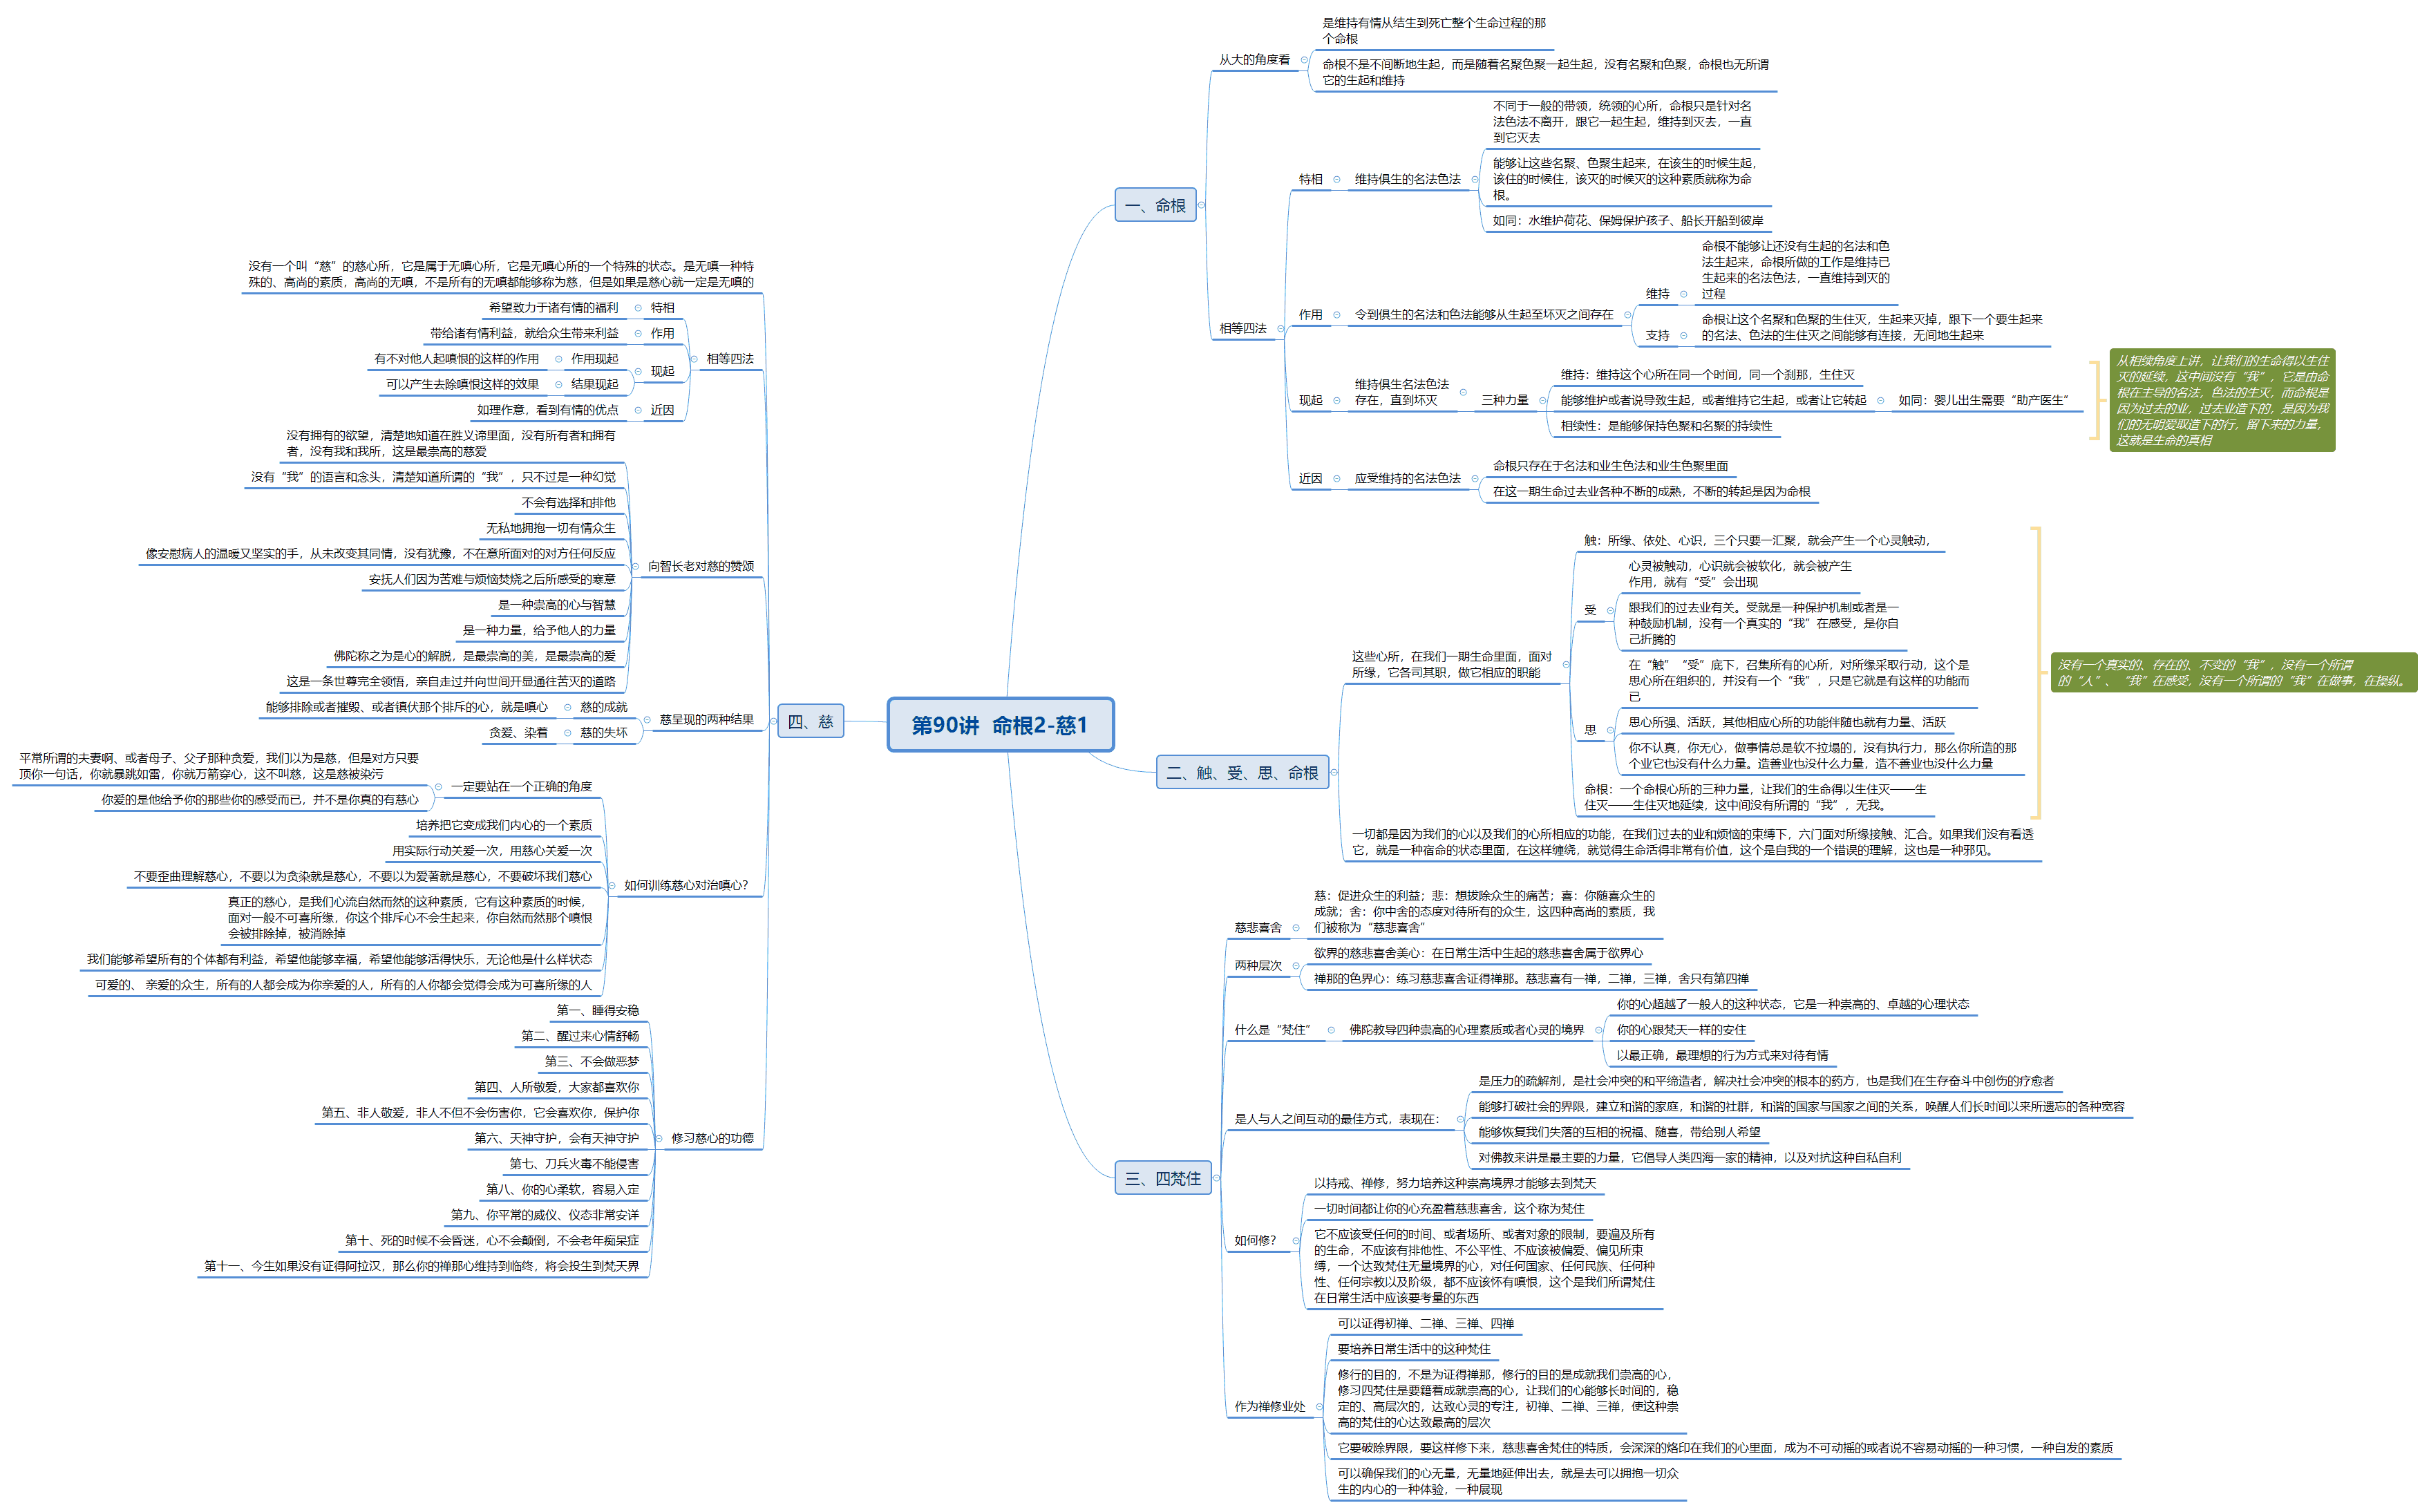 第90讲 命根2-慈1
一、命根
从大的角度看
是维持有情从结生到死亡整个生命过程的那
个命根
命根不是不间断地生起，而是随着名聚色聚一起生起，没有名聚和色聚，命根也无所谓
它的生起和维持
相等四法
特相
维持俱生的名法色法
不同于一般的带领，统领的心所，命根只是针对名
法色法不离开，跟它一起生起，维持到灭去，一直
到它灭去
能够让这些名聚、色聚生起来，在该生的时候生起，
该住的时候住，该灭的时候灭的这种素质就称为命
根。
如同：水维护荷花、保姆保护孩子、船长开船到彼岸
作用
令到俱生的名法和色法能够从生起至坏灭之间存在
维持
命根不能够让还没有生起的名法和色
法生起来，命根所做的工作是维持已
生起来的名法色法，一直维持到灭的
过程
支持
命根让这个名聚和色聚的生住灭，生起来灭掉，跟下一个要生起来
的名法、色法的生住灭之间能够有连接，无间地生起来
现起
维持俱生名法色法
存在，直到坏灭
三种力量
维持：维持这个心所在同一个时间，同一个刹那，生住灭
能够维护或者说导致生起，或者维持它生起，或者让它转起
如同：婴儿出生需要“助产医生”
相续性：是能够保持色聚和名聚的持续性
从相续角度上讲，让我们的生命得以生住
灭的延续，这中间没有“我”，它是由命
根在主导的名法，色法的生灭，而命根是
因为过去的业，过去业造下的，是因为我
们的无明爱取造下的行，留下来的力量，
这就是生命的真相
近因
应受维持的名法色法
命根只存在于名法和业生色法和业生色聚里面
在这一期生命过去业各种不断的成熟，不断的转起是因为命根
二、触、受、思、命根
这些心所，在我们一期生命里面，面对
所缘，它各司其职，做它相应的职能
触：所缘、依处、心识，三个只要一汇聚，就会产生一个心灵触动，
受
心灵被触动，心识就会被软化，就会被产生
作用，就有“受”会出现
跟我们的过去业有关。受就是一种保护机制或者是一
种鼓励机制，没有一个真实的“我”在感受，是你自
己折腾的
思
在“触”“受”底下，召集所有的心所，对所缘采取行动，这个是
思心所在组织的，并没有一个“我”，只是它就是有这样的功能而
已
思心所强、活跃，其他相应心所的功能伴随也就有力量、活跃
你不认真，你无心，做事情总是软不拉塌的，没有执行力，那么你所造的那
个业它也没有什么力量。造善业也没什么力量，造不善业也没什么力量
命根：一个命根心所的三种力量，让我们的生命得以生住灭——生
住灭——生住灭地延续，这中间没有所谓的“我”，无我。
没有一个真实的、存在的、不变的“我”，没有一个所谓
的“人”、“我”在感受，没有一个所谓的“我”在做事，在操纵。
一切都是因为我们的心以及我们的心所相应的功能，在我们过去的业和烦恼的束缚下，六门面对所缘接触、汇合。如果我们没有看透
它，就是一种宿命的状态里面，在这样缠绕，就觉得生命活得非常有价值，这个是自我的一个错误的理解，这也是一种邪见。
三、四梵住
慈悲喜舍
慈：促进众生的利益；悲：想拔除众生的痛苦；喜：你随喜众生的
成就；舍：你中舍的态度对待所有的众生，这四种高尚的素质，我
们被称为“慈悲喜舍”
两种层次
欲界的慈悲喜舍美心：在日常生活中生起的慈悲喜舍属于欲界心
禅那的色界心：练习慈悲喜舍证得禅那。慈悲喜有一禅，二禅，三禅，舍只有第四禅
什么是“梵住”
佛陀教导四种崇高的心理素质或者心灵的境界
你的心超越了一般人的这种状态，它是一种崇高的、卓越的心理状态
你的心跟梵天一样的安住
以最正确，最理想的行为方式来对待有情
是人与人之间互动的最佳方式，表现在：
是压力的疏解剂，是社会冲突的和平缔造者，解决社会冲突的根本的药方，也是我们在生存奋斗中创伤的疗愈者
能够打破社会的界限，建立和谐的家庭，和谐的社群，和谐的国家与国家之间的关系，唤醒人们长时间以来所遗忘的各种宽容
能够恢复我们失落的互相的祝福、随喜，带给别人希望
对佛教来讲是最主要的力量，它倡导人类四海一家的精神，以及对抗这种自私自利
如何修？
以持戒、禅修，努力培养这种崇高境界才能够去到梵天
一切时间都让你的心充盈着慈悲喜舍，这个称为梵住
它不应该受任何的时间、或者场所、或者对象的限制，要遍及所有
的生命，不应该有排他性、不公平性、不应该被偏爱、偏见所束
缚，一个达致梵住无量境界的心，对任何国家、任何民族、任何种
性、任何宗教以及阶级，都不应该怀有嗔恨，这个是我们所谓梵住
在日常生活中应该要考量的东西
作为禅修业处
可以证得初禅、二禅、三禅、四禅
要培养日常生活中的这种梵住
修行的目的，不是为证得禅那，修行的目的是成就我们崇高的心，
修习四梵住是要籍着成就崇高的心，让我们的心能够长时间的，稳
定的、高层次的，达致心灵的专注，初禅、二禅、三禅，使这种崇
高的梵住的心达致最高的层次
它要破除界限，要这样修下来，慈悲喜舍梵住的特质，会深深的烙印在我们的心里面，成为不可动摇的或者说不容易动摇的一种习惯，一种自发的素质
可以确保我们的心无量，无量地延伸出去，就是去可以拥抱一切众
生的内心的一种体验，一种展现
四、慈
没有一个叫“慈”的慈心所，它是属于无嗔心所，它是无嗔心所的一个特殊的状态。是无嗔一种特
殊的、高尚的素质，高尚的无嗔，不是所有的无嗔都能够称为慈，但是如果是慈心就一定是无嗔的
相等四法
特相
希望致力于诸有情的福利
作用
带给诸有情利益，就给众生带来利益
现起
作用现起
有不对他人起嗔恨的这样的作用
结果现起
可以产生去除嗔恨这样的效果
近因
如理作意，看到有情的优点
向智长老对慈的赞颂
没有拥有的欲望，清楚地知道在胜义谛里面，没有所有者和拥有
者，没有我和我所，这是最崇高的慈爱
没有“我”的语言和念头，清楚知道所谓的“我”，只不过是一种幻觉
不会有选择和排他
无私地拥抱一切有情众生
像安慰病人的温暖又坚实的手，从未改变其同情，没有犹豫，不在意所面对的对方任何反应
安抚人们因为苦难与烦恼焚烧之后所感受的寒意
是一种崇高的心与智慧
是一种力量，给予他人的力量
佛陀称之为是心的解脱，是最崇高的美，是最崇高的爱
这是一条世尊完全领悟，亲自走过并向世间开显通往苦灭的道路
慈呈现的两种结果
慈的成就
能够排除或者摧毁、或者镇伏那个排斥的心，就是嗔心
慈的失坏
贪爱、染着
如何训练慈心对治嗔心？
一定要站在一个正确的角度
平常所谓的夫妻啊、或者母子、父子那种贪爱，我们以为是慈，但是对方只要
顶你一句话，你就暴跳如雷，你就万箭穿心，这不叫慈，这是慈被染污
你爱的是他给予你的那些你的感受而已，并不是你真的有慈心
培养把它变成我们内心的一个素质
用实际行动关爱一次，用慈心关爱一次
不要歪曲理解慈心，不要以为贪染就是慈心，不要以为爱著就是慈心，不要破坏我们慈心
真正的慈心，是我们心流自然而然的这种素质，它有这种素质的时候，
面对一般不可喜所缘，你这个排斥心不会生起来，你自然而然那个嗔恨
会被排除掉，被消除掉
我们能够希望所有的个体都有利益，希望他能够幸福，希望他能够活得快乐，无论他是什么样状态
可爱的、 亲爱的众生，所有的人都会成为你亲爱的人，所有的人你都会觉得会成为可喜所缘的人
修习慈心的功德
第一、睡得安稳
第二、醒过来心情舒畅
第三、不会做恶梦
第四、人所敬爱，大家都喜欢你
第五、非人敬爱，非人不但不会伤害你，它会喜欢你，保护你
第六、天神守护，会有天神守护
第七、刀兵火毒不能侵害
第八、你的心柔软，容易入定
第九、你平常的威仪、仪态非常安详
第十、死的时候不会昏迷，心不会颠倒，不会老年痴呆症
第十一、今生如果没有证得阿拉汉，那么你的禅那心维持到临终，将会投生到梵天界